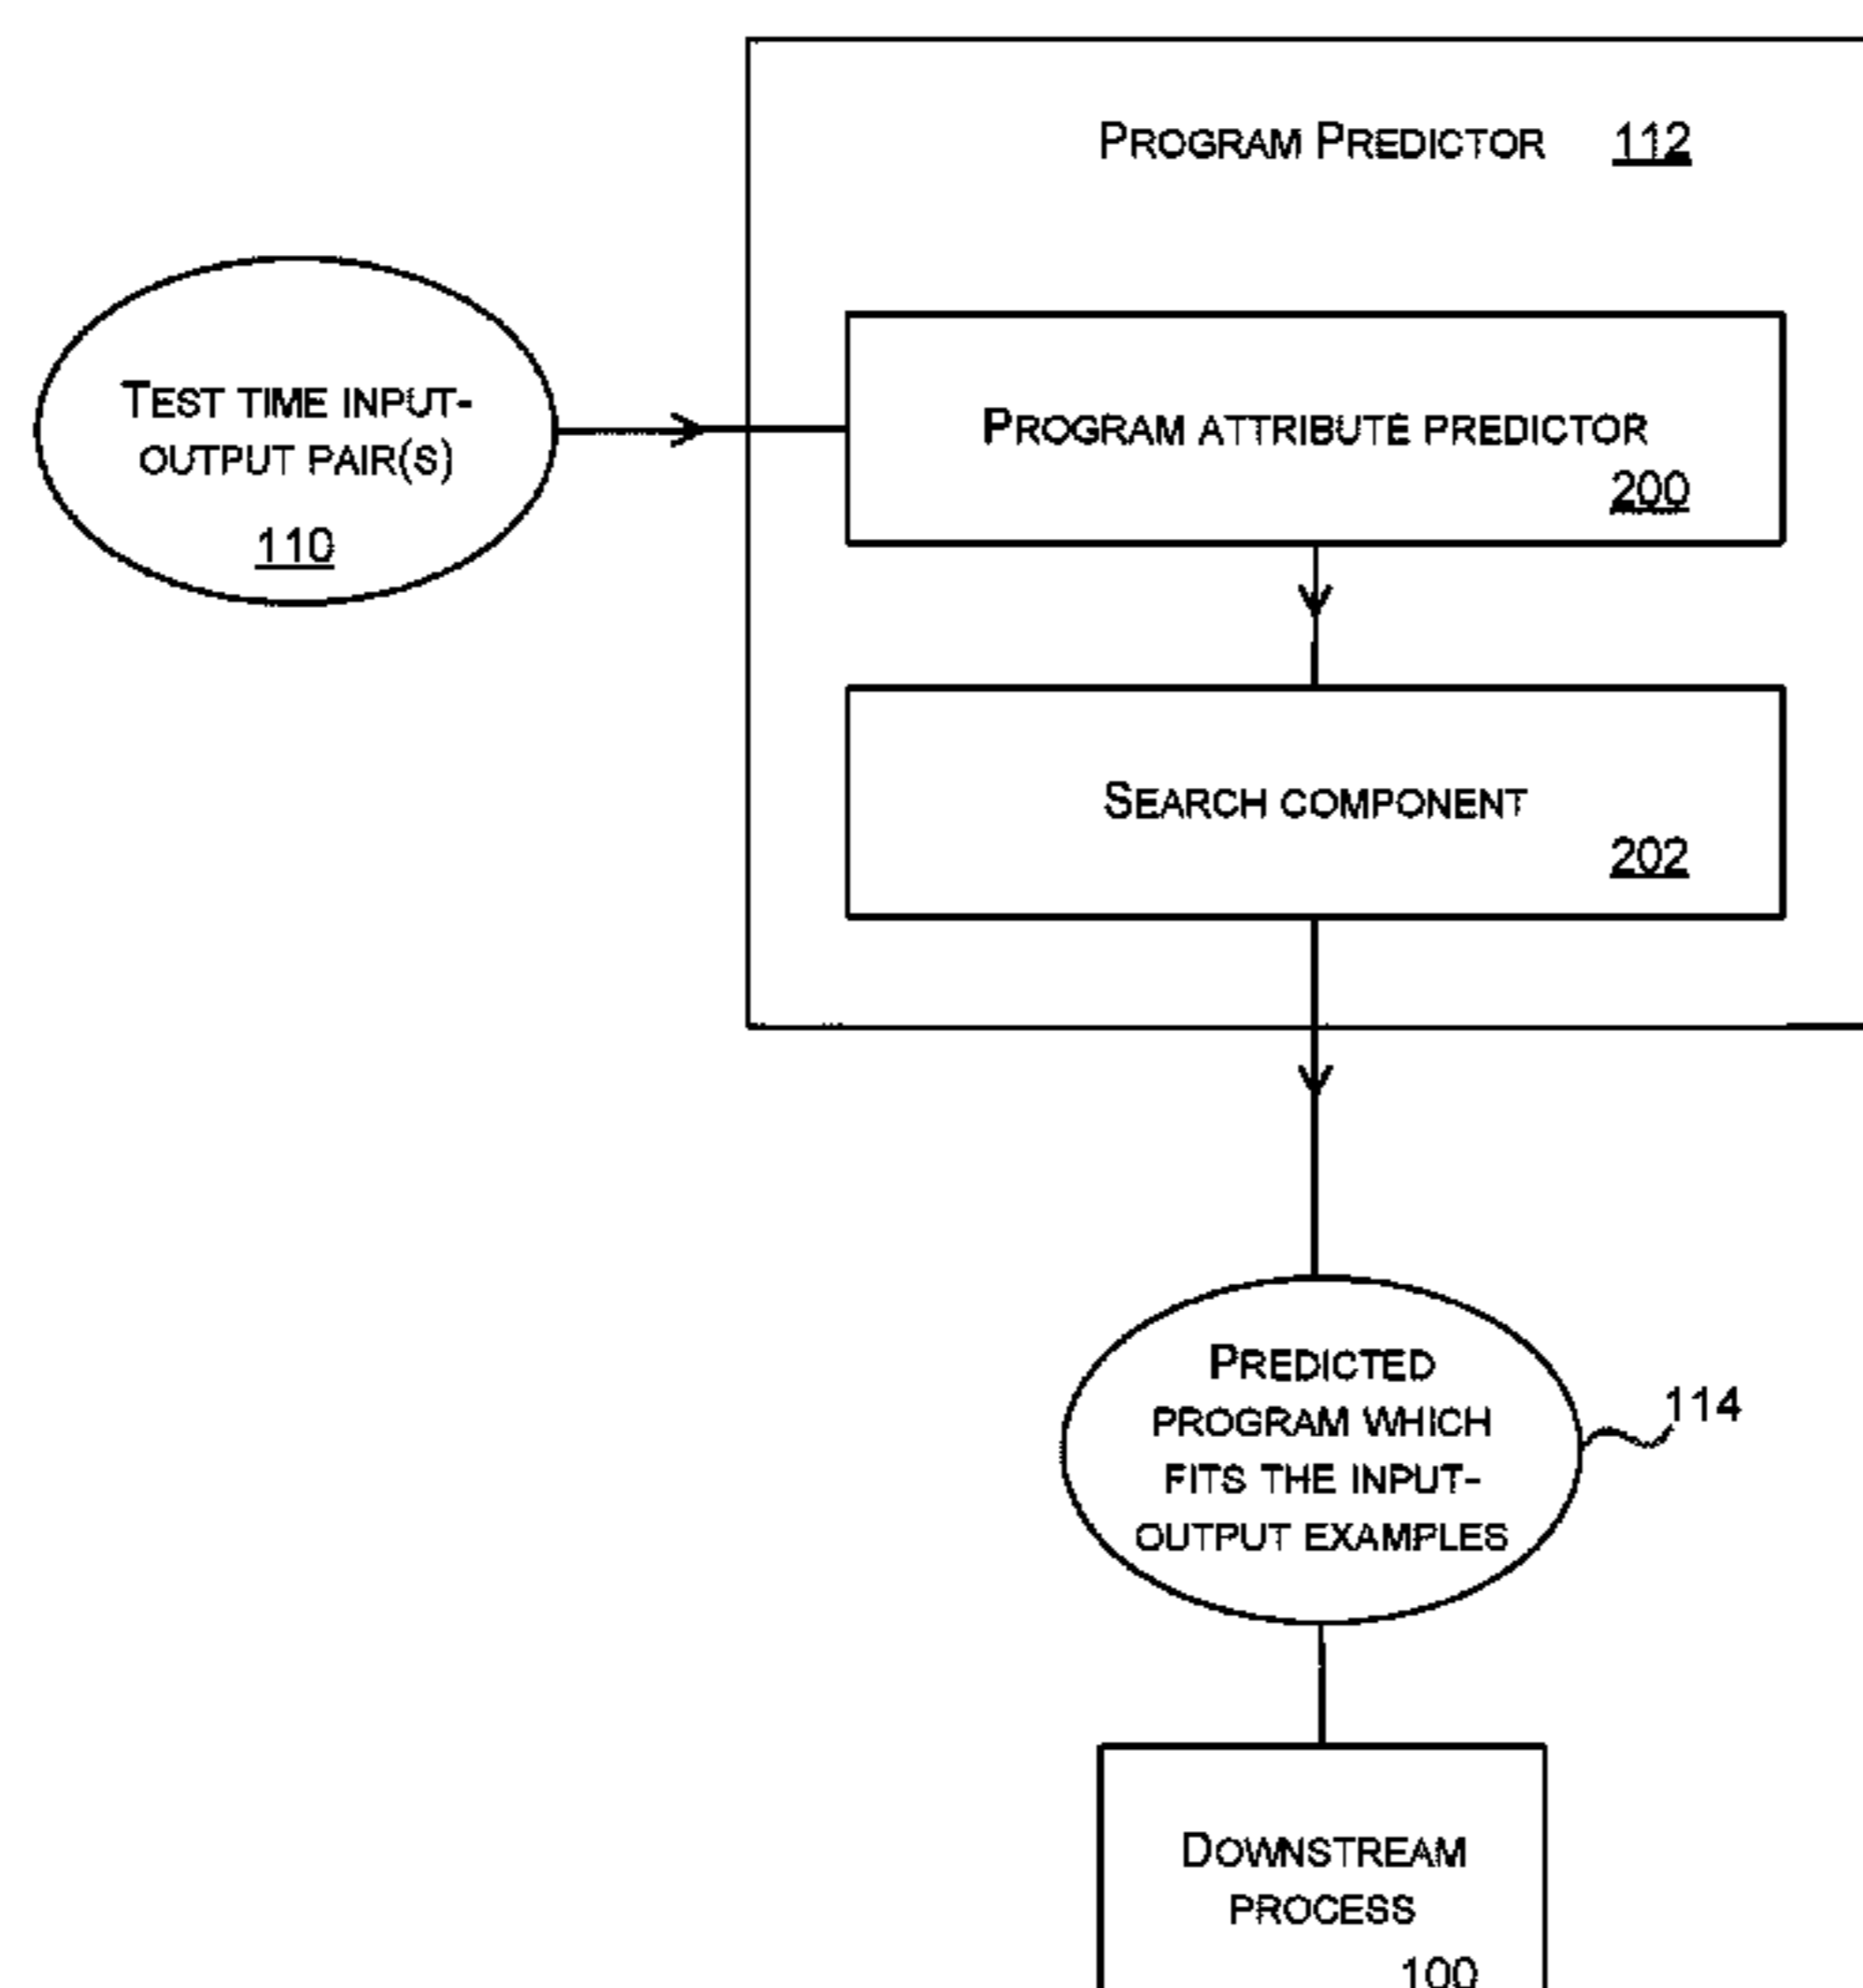 PROGRAM PREDICTOR 112
TEST TIME INPUT-
OUTPUT PAIR(S)
110
PROGRAM ATTRIBUTE PREDICTOR
200
SEARCH COMPONENT
202
PREDICTED
PROGRAM WHICH
FITS THE INPUT-
OUTPUT EXAMPLES
114
DOWNSTREAM
PROCESS
100